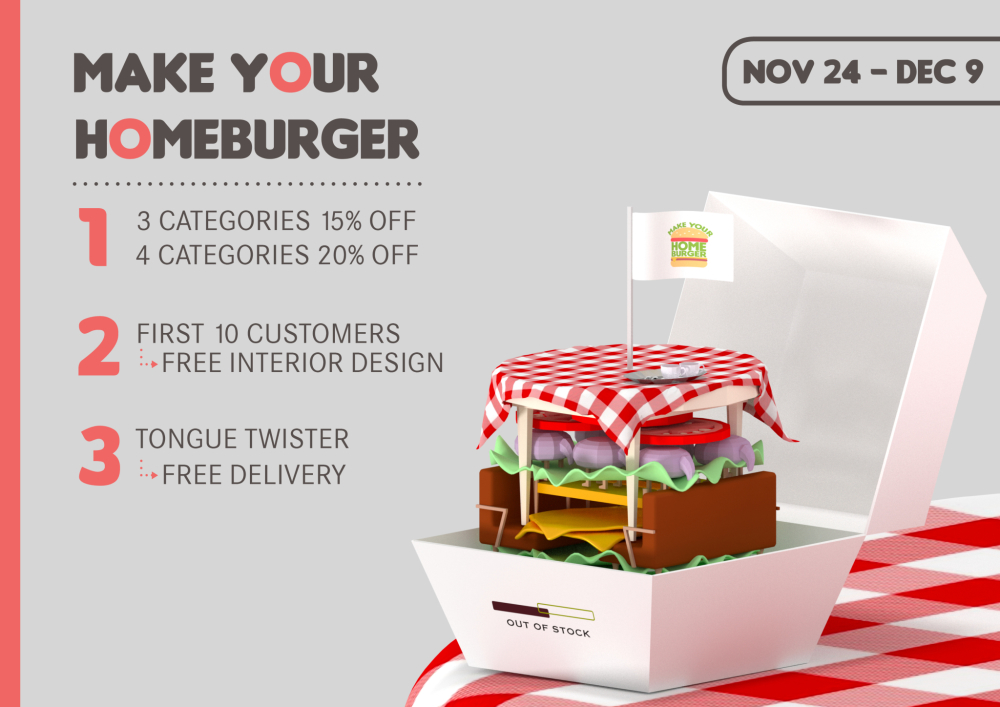 MAKE YOUR
HOMEBURGER
NOV 24 – DEC 9
1
3 CATEGORIES 15% OFF
4 CATEGORIES 20% OFF
2
FIRST 10 CUSTOMERS
FREE INTERIOR DESIGN
3
TONGUE TWISTER
FREE DELIVERY
MAKE YOUR
HOME
BURGER
OUT OF STOCK